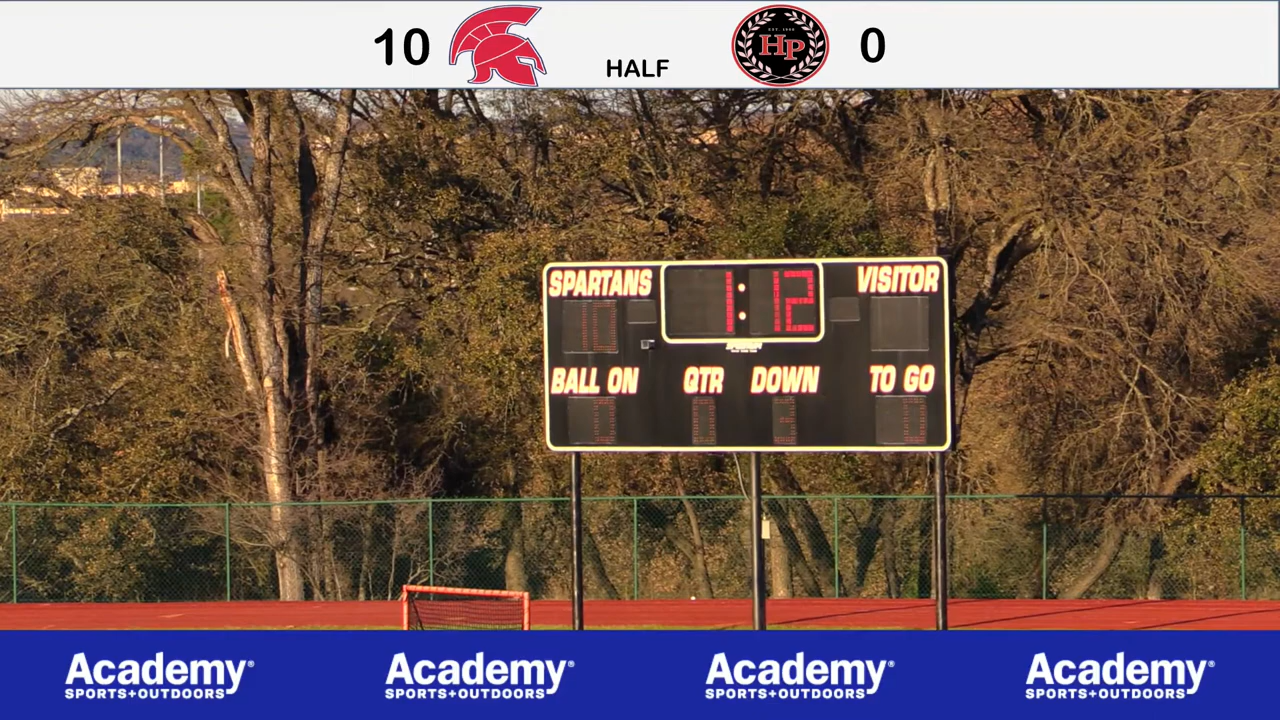 10 HP 0
HALF
SPARTANS 1:12 VISITOR
10
BALL ON QTR DOWN TO GO
Academy Academy Academy Academy
SPORTS+OUTDOORS SPORTS+OUTDOORS SPORTS+OUTDOORS SPORTS+OUTDOORS